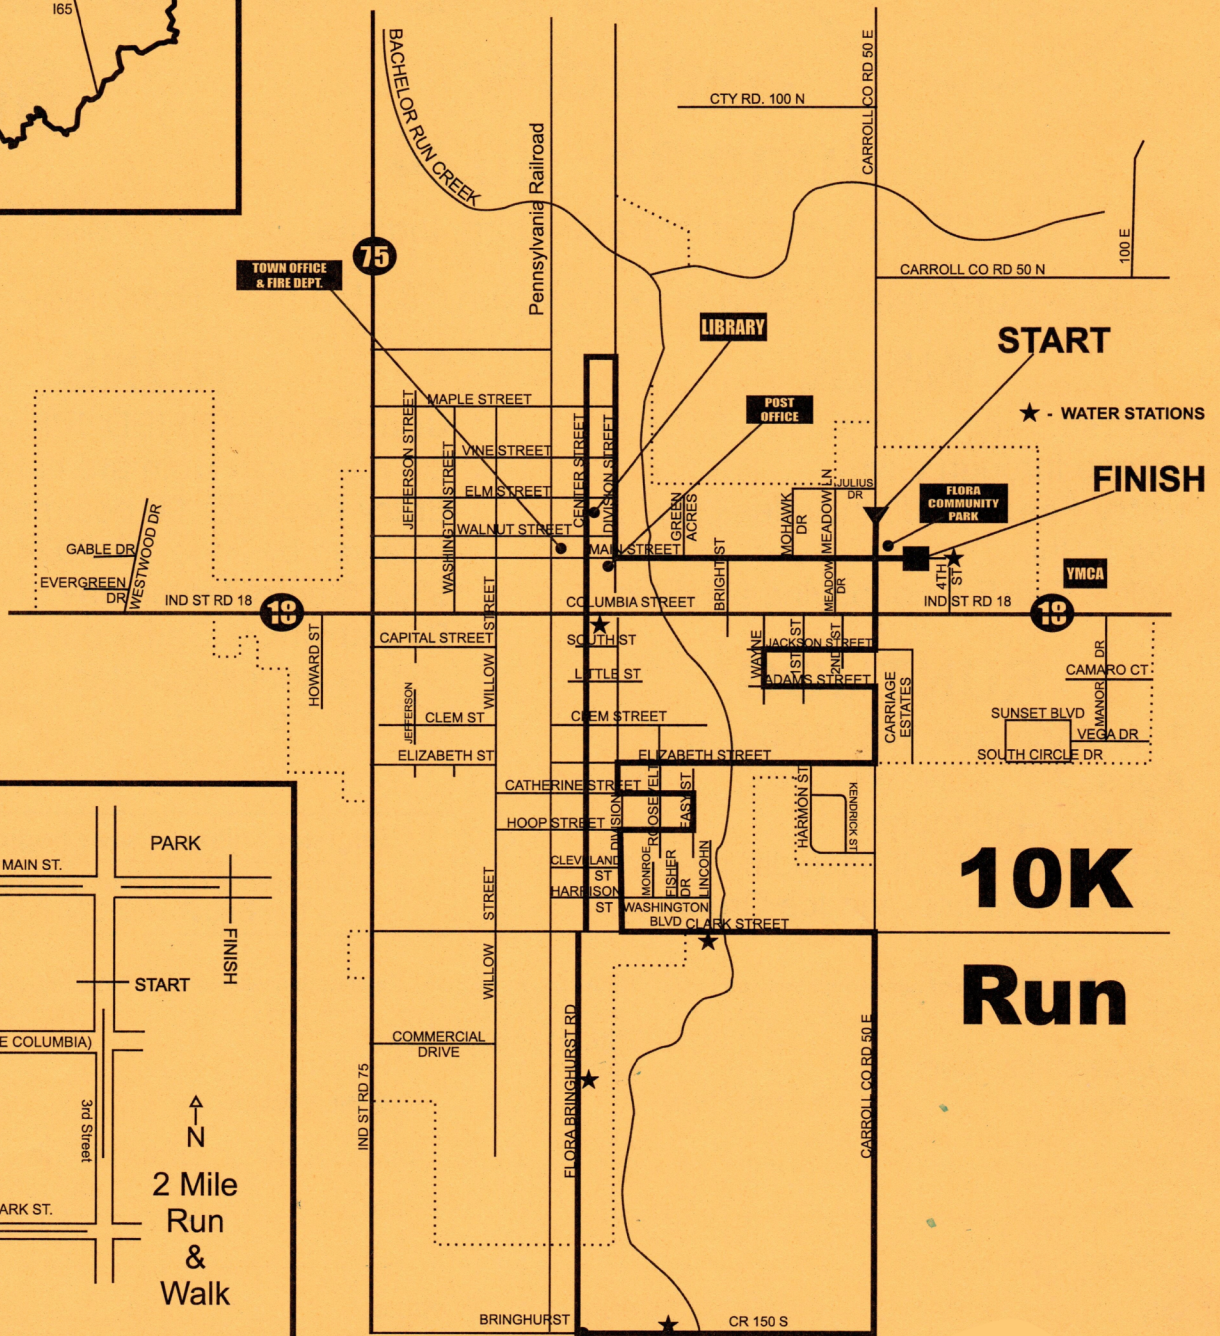 I65
BACHELOR RUN CREEK
Pennsylvania Railroad
CTY RD. 100 N
CARROLL CO RD 50 E
100 E
CARROLL CO RD 50 N
75
TOWN OFFICE
& FIRE DEPT.
LIBRARY
START
POST
OFFICE
★ - WATER STATIONS
FINISH
MAPLE STREET
JEFFERSON STREET
VINE STREET
WASHINGTON STREET
ELM STREET
CENTER STREET
DIVISION STREET
WALNUT STREET
MAIN STREET
GREEN
ACRES
BRIGHT ST
MOHAWK
DR
MEADOW LN
JULIUS
DR
FLORA
COMMUNITY
PARK
4TH
ST
YMCA
GABLE DR
WESTWOOD DR
EVERGREEN
DR
IND ST RD 18
18
COLUMBIA STREET
MEADOW
DR
IND ST RD 18
18
HOWARD ST
CAPITAL STREET
WILLOW STREET
SOUTH ST
WAYNE
JACKSON STREET
1ST ST
2ND ST
LITTLE ST
ADAMS STREET
CARRIAGE
ESTATES
MANOR DR
CAMARO CT
JEFFERSON
CLEM ST
CLEM STREET
SUNSET BLVD
VEGA DR
ELIZABETH ST
ELIZABETH STREET
SOUTH CIRCLE DR
CATHERINE STREET
DIVISION
ROOSEVELT
EASY ST
HARMON ST
KENDRICK ST
HOOP STREET
CLEVELAND
ST
MONROE
FISHER
DR
LINCOHN
HARRISON
ST
WASHINGTON
BLVD
CLARK STREET
WILLOW STREET
10K
Run
COMMERCIAL
DRIVE
IND ST RD 75
FLORA BRINGHURST RD
CARROLL CO RD 50 E
BRINGHURST
CR 150 S
PARK
MAIN ST.
FINISH
START
E COLUMBIA)
3rd Street
N
ARK ST.
2 Mile
Run
&
Walk